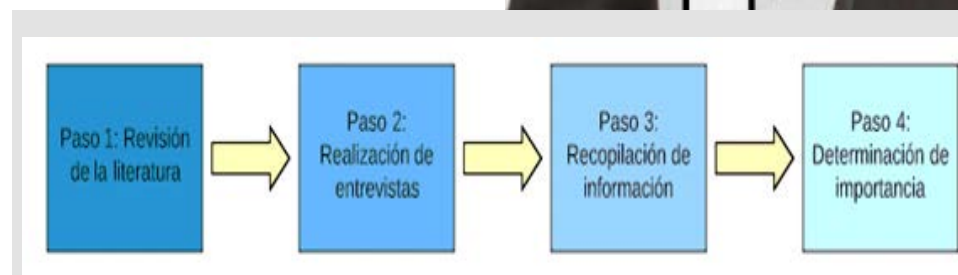 Paso 1: Revisión
de la literatura
Paso 2:
Realización de
entrevistas
Paso 3:
Recopilación de
información
Paso 4:
Determinación de
importancia